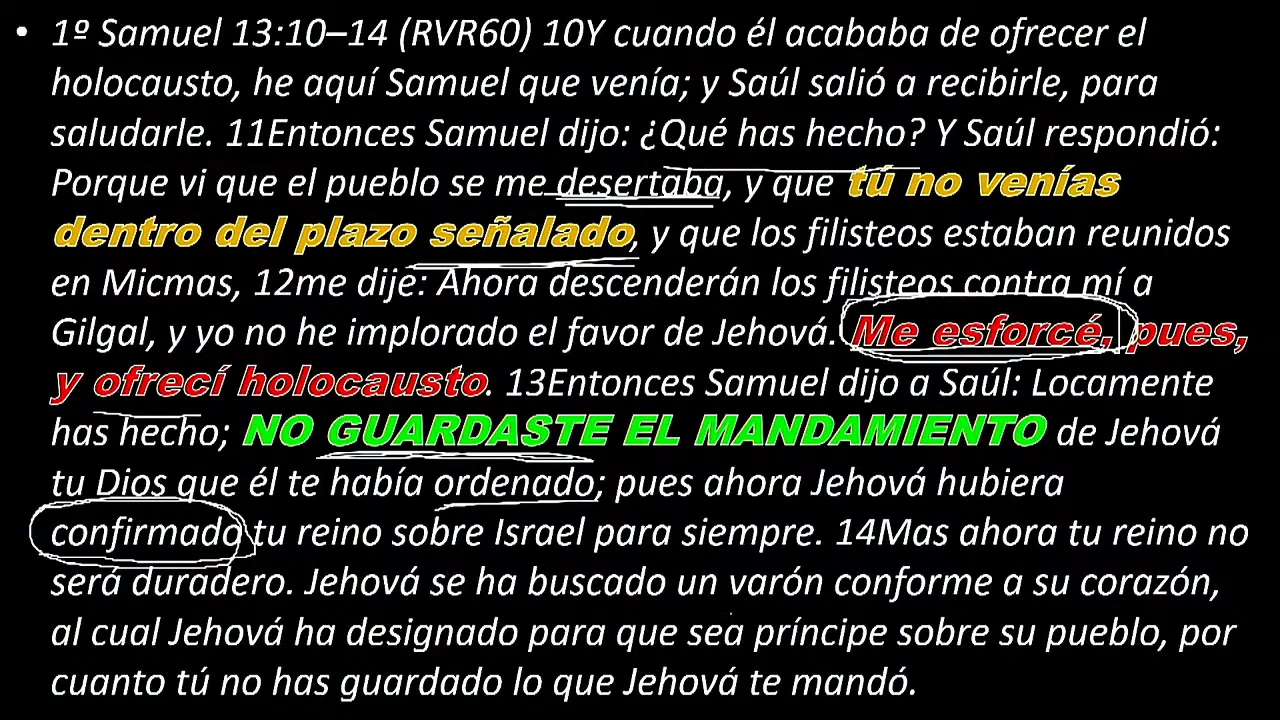 • 1º Samuel 13:10–14 (RVR60) 10Y cuando él acababa de ofrecer el
holocausto, he aquí Samuel que venía; y Saúl salió a recibirle, para
saludarle. 11Entonces Samuel dijo: ¿Qué has hecho? Y Saúl respondió:
Porque vi que el pueblo se me desertaba, y que tú no venías
dentro del plazo señalado, y que los filisteos estaban reunidos
en Micmas, 12me dije: Ahora descenderán los filisteos contra mí a
Gilgal, y yo no he implorado el favor de Jehová. Me esforcé, pues,
y ofrecí holocausto. 13Entonces Samuel dijo a Saúl: Locamente
has hecho; NO GUARDASTE EL MANDAMIENTO de Jehová
tu Dios que él te había ordenado; pues ahora Jehová hubiera
confirmado tu reino sobre Israel para siempre. 14Mas ahora tu reino no
será duradero. Jehová se ha buscado un varón conforme a su corazón,
al cual Jehová ha designado para que sea príncipe sobre su pueblo, por
cuanto tú no has guardado lo que Jehová te mandó.